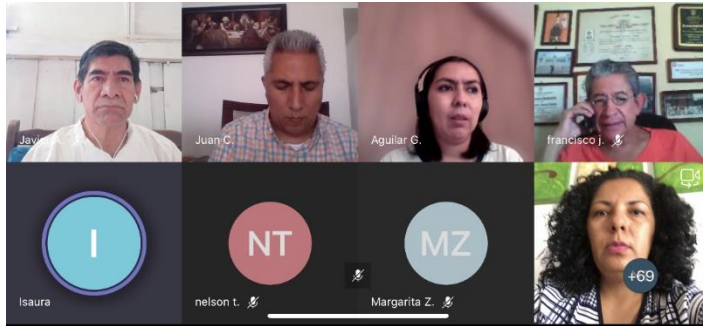 Javier A.
Juan C.
Aguilar G.
francisco j.
I
Isaura
NT
nelson t.
MZ
Margarita Z.
+69